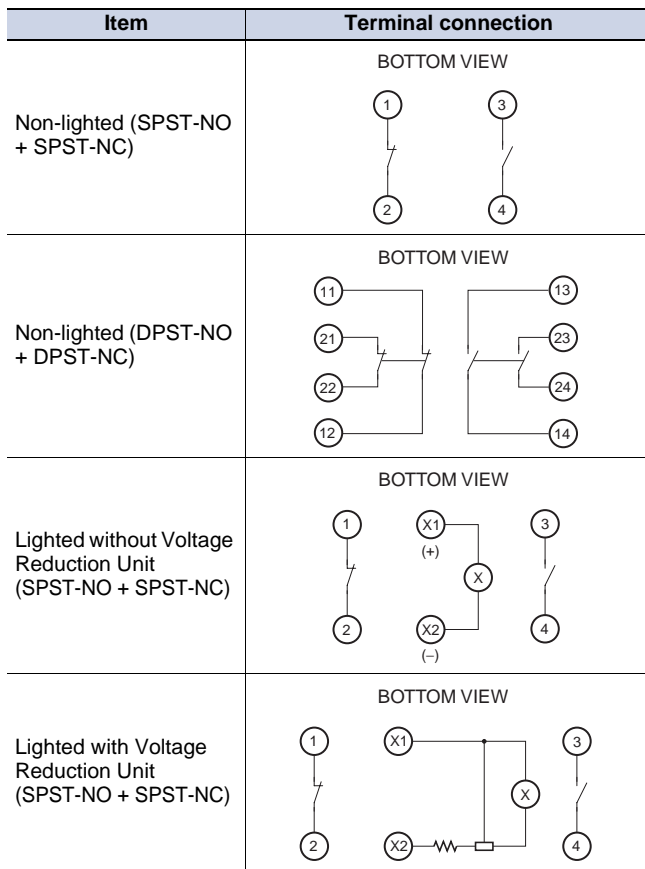 Item Terminal connection
Non-lighted (SPST-NO
+ SPST-NC)
BOTTOM VIEW
1 3
2 4
Non-lighted (DPST-NO
+ DPST-NC)
BOTTOM VIEW
11 13
21 23
22 24
12 14
Lighted without Voltage
Reduction Unit
(SPST-NO + SPST-NC)
BOTTOM VIEW
1 X1 3
(+)
X
2 X2 4
(−)
Lighted with Voltage
Reduction Unit
(SPST-NO + SPST-NC)
BOTTOM VIEW
1 X1 3
X
2 X2 4